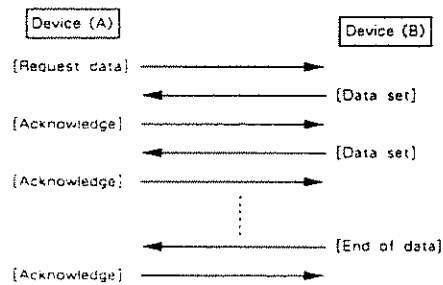 Device (A)
Device (B)
[Request data]
[Data set]
[Acknowledge]
[Data set]
[Acknowledge]
[End of data]
[Acknowledge]